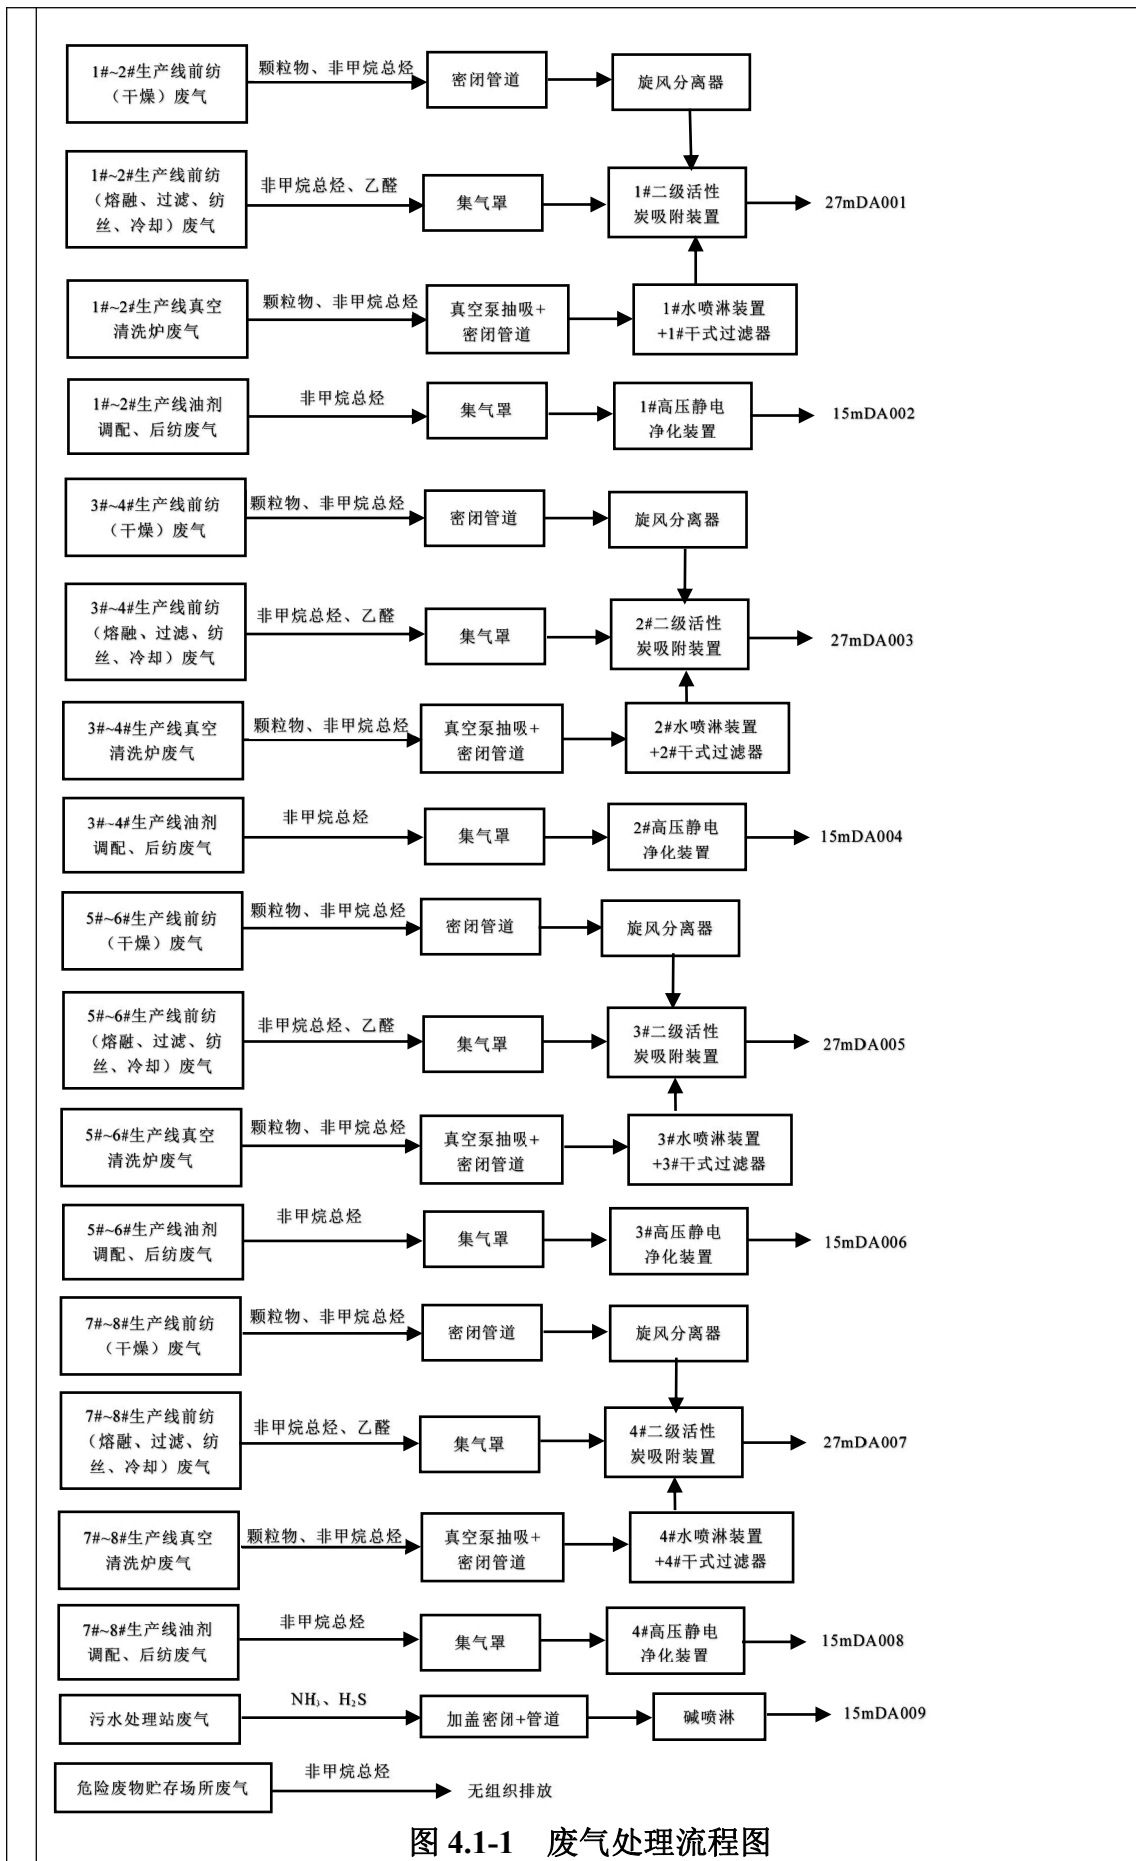 1#~2#生产线前纺
（干燥）废气
颗粒物、非甲烷总烃
密闭管道
旋风分离器
1#~2#生产线前纺
（熔融、过滤、纺
丝、冷却）废气
非甲烷总烃、乙醛
集气罩
1#二级活性
炭吸附装置
27mDA001
1#~2#生产线真空
清洗炉废气
颗粒物、非甲烷总烃
真空泵抽吸+
密闭管道
1#水喷淋装置
+1#干式过滤器
1#~2#生产线油剂
调配、后纺废气
非甲烷总烃
集气罩
1#高压静电
净化装置
15mDA002
3#~4#生产线前纺
（干燥）废气
颗粒物、非甲烷总烃
密闭管道
旋风分离器
3#~4#生产线前纺
（熔融、过滤、纺
丝、冷却）废气
非甲烷总烃、乙醛
集气罩
2#二级活性
炭吸附装置
27mDA003
3#~4#生产线真空
清洗炉废气
颗粒物、非甲烷总烃
真空泵抽吸+
密闭管道
2#水喷淋装置
+2#干式过滤器
3#~4#生产线油剂
调配、后纺废气
非甲烷总烃
集气罩
2#高压静电
净化装置
15mDA004
5#~6#生产线前纺
（干燥）废气
颗粒物、非甲烷总烃
密闭管道
旋风分离器
5#~6#生产线前纺
（熔融、过滤、纺
丝、冷却）废气
非甲烷总烃、乙醛
集气罩
3#二级活性
炭吸附装置
27mDA005
5#~6#生产线真空
清洗炉废气
颗粒物、非甲烷总烃
真空泵抽吸+
密闭管道
3#水喷淋装置
+3#干式过滤器
5#~6#生产线油剂
调配、后纺废气
非甲烷总烃
集气罩
3#高压静电
净化装置
15mDA006
7#~8#生产线前纺
（干燥）废气
颗粒物、非甲烷总烃
密闭管道
旋风分离器
7#~8#生产线前纺
（熔融、过滤、纺
丝、冷却）废气
非甲烷总烃、乙醛
集气罩
4#二级活性
炭吸附装置
27mDA007
7#~8#生产线真空
清洗炉废气
颗粒物、非甲烷总烃
真空泵抽吸+
密闭管道
4#水喷淋装置
+4#干式过滤器
7#~8#生产线油剂
调配、后纺废气
非甲烷总烃
集气罩
4#高压静电
净化装置
15mDA008
污水处理站废气
NH₃、H₂S
加盖密闭+管道
碱喷淋
15mDA009
危险废物贮存场所废气
非甲烷总烃
无组织排放
图 4.1-1 废气处理流程图